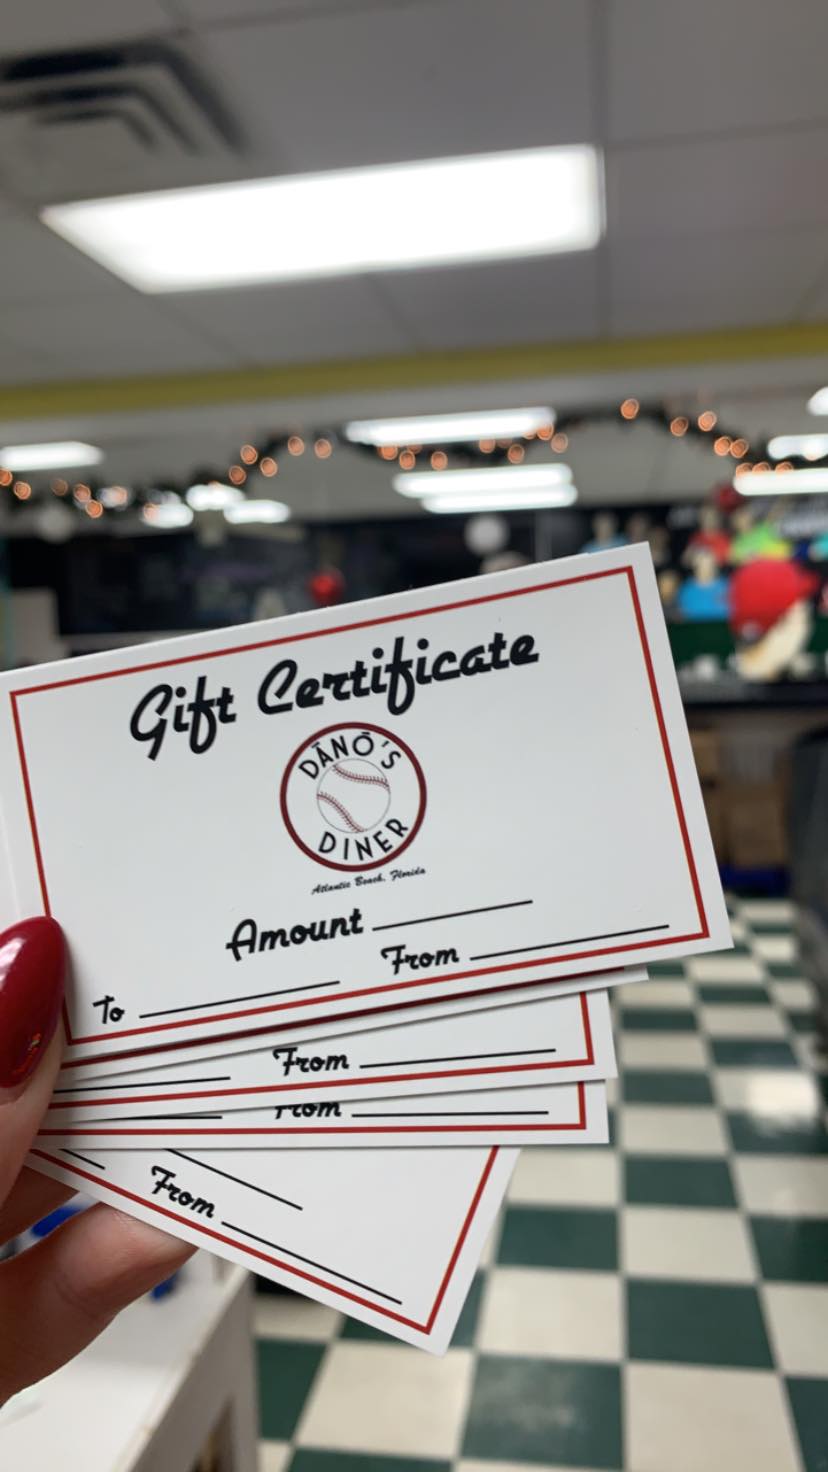 Gift Certificate
DĀNŌ'S
DINER
Atlantic Beach, Florida
Amount
From
To
From
From
From